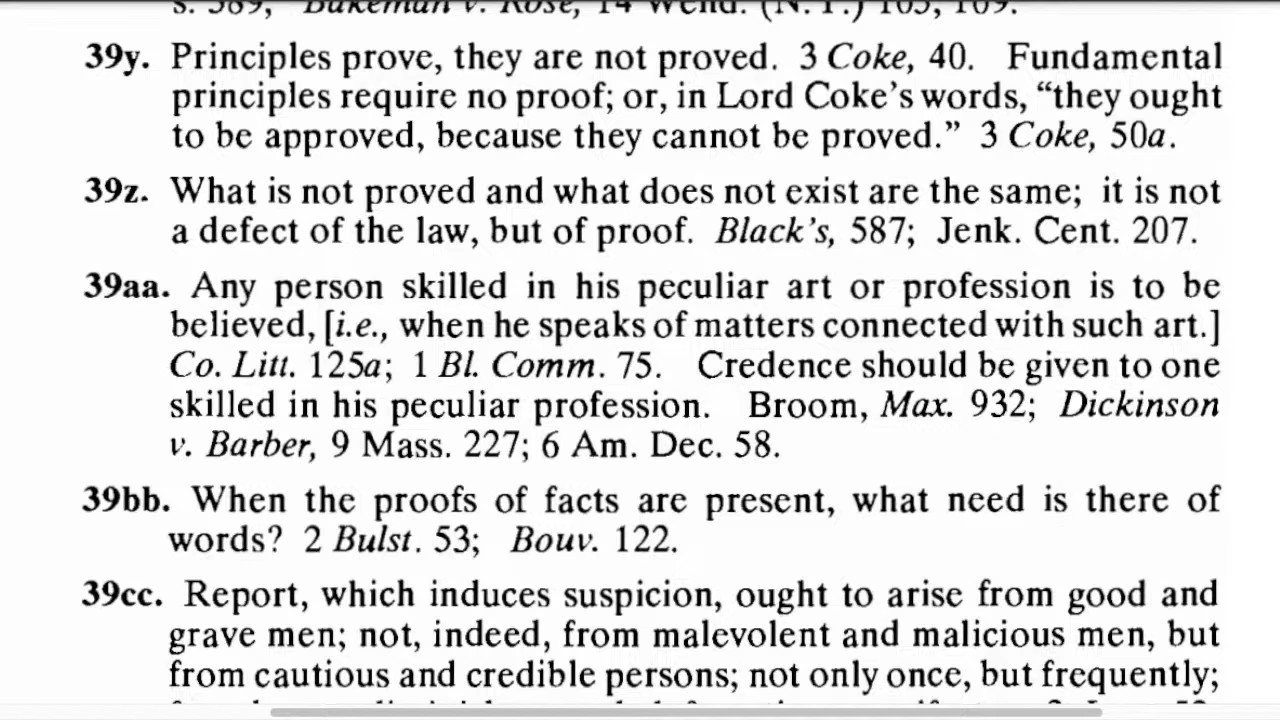 s. 589, Bakeman v. Rose, 14 Wend. (N. Y.) 105, 109.
39y. Principles prove, they are not proved. 3 Coke, 40. Fundamental
principles require no proof; or, in Lord Coke's words, “they ought
to be approved, because they cannot be proved.” 3 Coke, 50a.
39z. What is not proved and what does not exist are the same; it is not
a defect of the law, but of proof. Black's, 587; Jenk. Cent. 207.
39aa. Any person skilled in his peculiar art or profession is to be
believed, [i.e., when he speaks of matters connected with such art.]
Co. Litt. 125a; 1 Bl. Comm. 75. Credence should be given to one
skilled in his peculiar profession. Broom, Max. 932; Dickinson
v. Barber, 9 Mass. 227; 6 Am. Dec. 58.
39bb. When the proofs of facts are present, what need is there of
words? 2 Bulst. 53; Bouv. 122.
39cc. Report, which induces suspicion, ought to arise from good and
grave men; not, indeed, from malevolent and malicious men, but
from cautious and credible persons; not only once, but frequently;